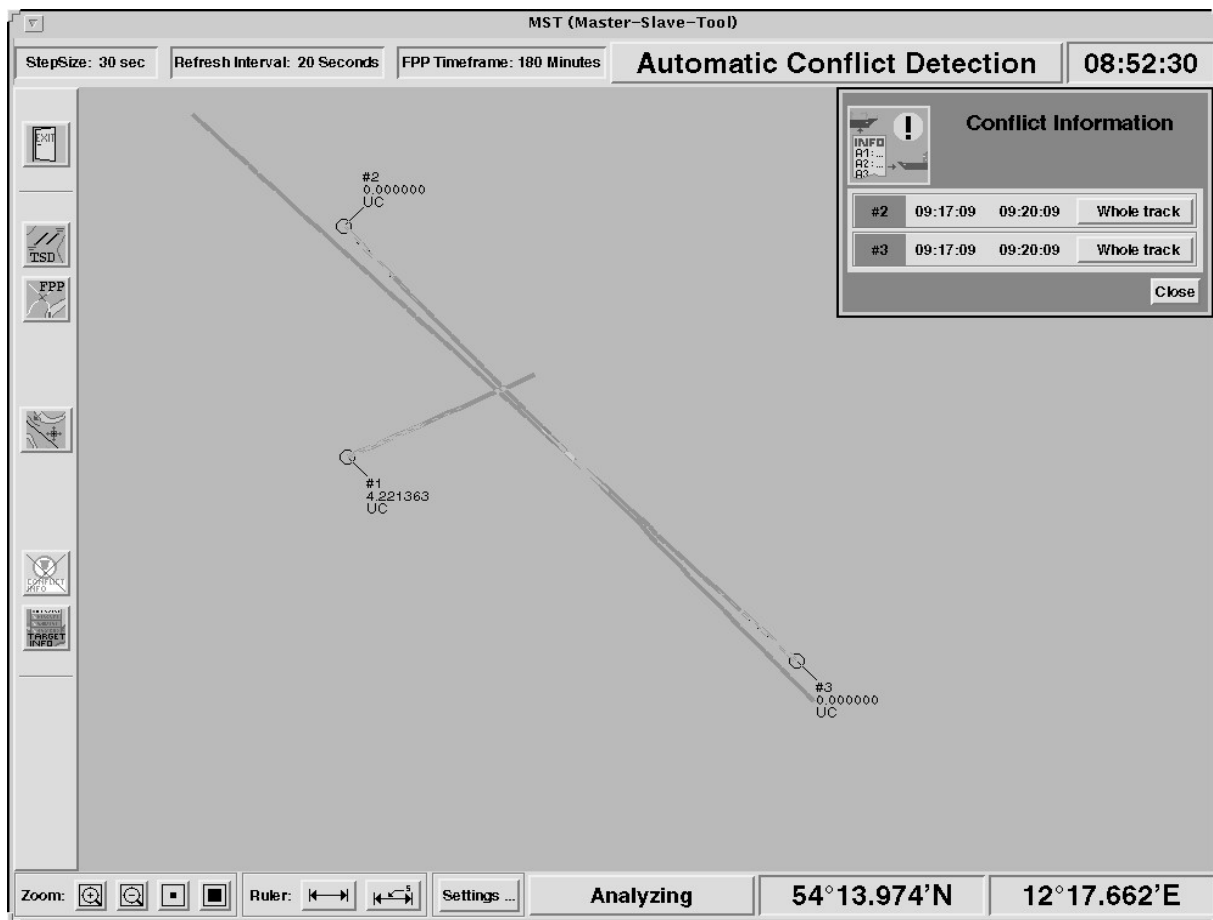 MST (Master-Slave-Tool)
StepSize: 30 sec
Refresh Interval: 20 Seconds
FPP Timeframe: 180 Minutes
Automatic Conflict Detection
08:52:30
EXIT
TSD
FPP
CONFLICT
INFO
TARGET
INFO
#2
0.000000
UC
#1
4.221363
UC
#3
0.000000
UC
!
INFO
A1:...
A2:...
A3...
Conflict Information
#2 09:17:09 09:20:09 Whole track
#3 09:17:09 09:20:09 Whole track
Close
Zoom:
Ruler:
s
Settings ...
Analyzing
54°13.974'N
12°17.662'E